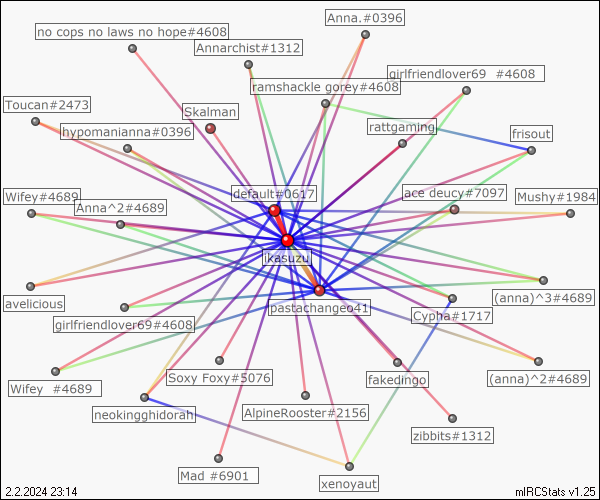 Anna.#0396
no cops no laws no hope#4608
Annarchist#1312
girlfriendlover69 #4608
ramshackle gorey#4608
Toucan#2473
Skalman
rattgaming
hypomanianna#0396
frisout
default#0617
ace deucy#7097
Wifey#4689
Mushy#1984
Anna^2#4689
ikasuzu
(anna)^3#4689
avelicious
pastachangeo41
Cypha#1717
girlfriendlover69#4608
Soxy Foxy#5076
fakedingo
(anna)^2#4689
Wifey #4689
neokingghidorah
AlpineRooster#2156
zibbits#1312
Mad #6901
xenoyaut
2.2.2024 23:14
mIRCStats v1.25